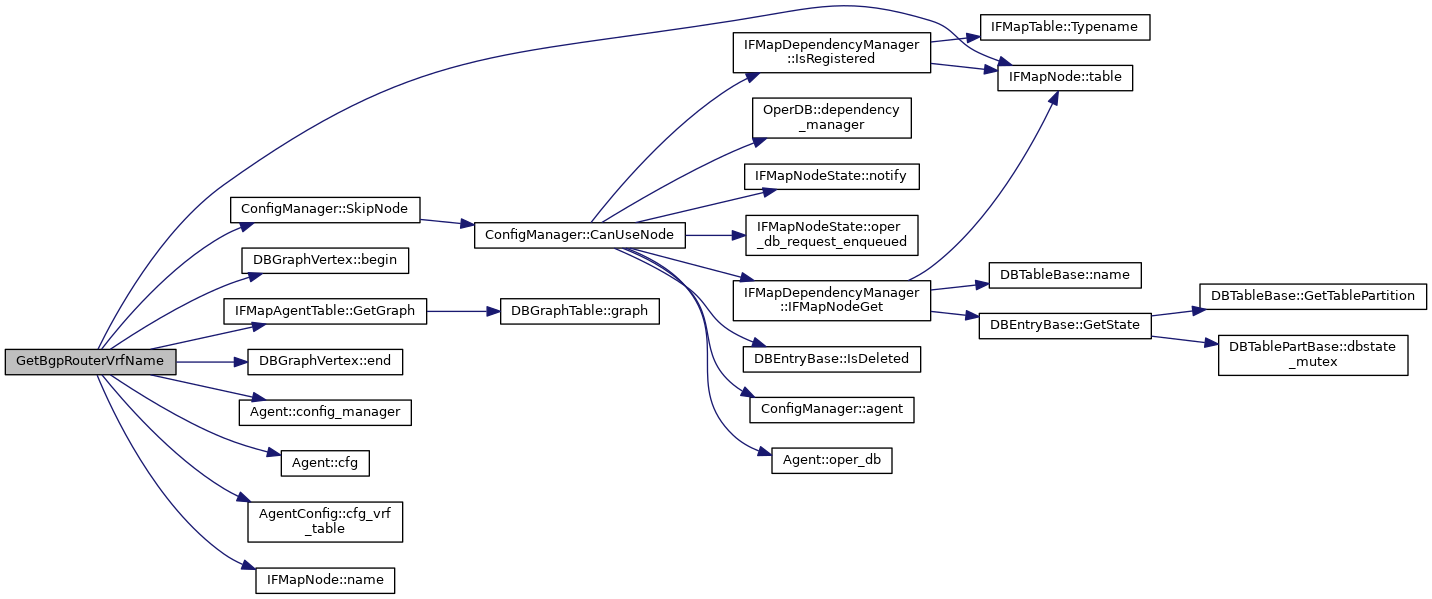 GetBgpRouterVrfName
ConfigManager::SkipNode
DBGraphVertex::begin
IFMapAgentTable::GetGraph
DBGraphVertex::end
Agent::config_manager
Agent::cfg
AgentConfig::cfg_vrf
_table
IFMapNode::name
ConfigManager::CanUseNode
DBGraphTable::graph
IFMapDependencyManager
::IsRegistered
OperDB::dependency
_manager
IFMapNodeState::notify
IFMapNodeState::oper
_db_request_enqueued
IFMapDependencyManager
::IFMapNodeGet
DBEntryBase::IsDeleted
ConfigManager::agent
Agent::oper_db
IFMapTable::Typename
IFMapNode::table
DBTableBase::name
DBEntryBase::GetState
DBTableBase::GetTablePartition
DBTablePartBase::dbstate
_mutex